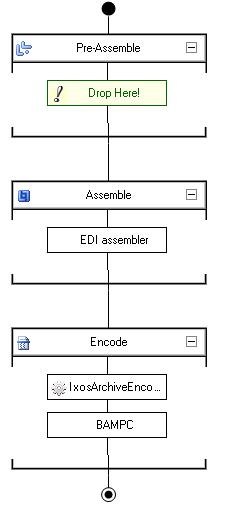 Pre-Assemble
Drop Here!
Assemble
EDI assembler
Encode
IxosArchiveEnco...
BAMPC